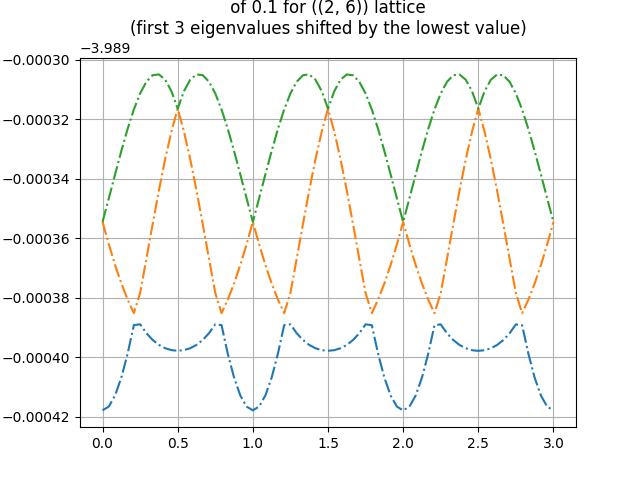 of 0.1 for ((2, 6)) lattice
(first 3 eigenvalues shifted by the lowest value)
−3.989
−0.00030
−0.00032
−0.00034
−0.00036
−0.00038
−0.00040
−0.00042
0.0 0.5 1.0 1.5 2.0 2.5 3.0